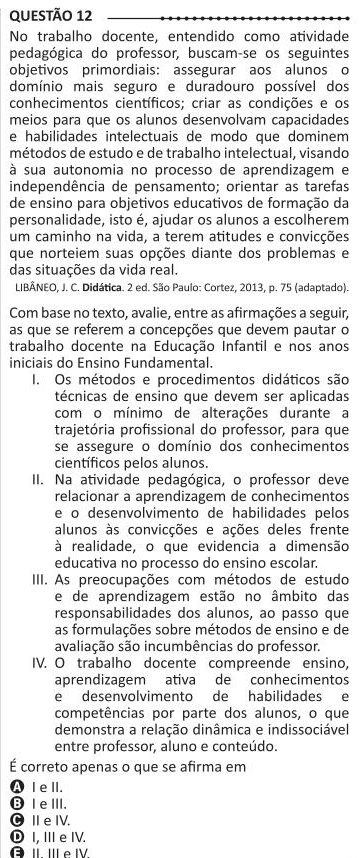 QUESTÃO 12
No trabalho docente, entendido como atividade
pedagógica do professor, buscam-se os seguintes
objetivos primordiais: assegurar aos alunos o
domínio mais seguro e duradouro possível dos
conhecimentos científicos; criar as condições e os
meios para que os alunos desenvolvam capacidades
e habilidades intelectuais de modo que dominem
métodos de estudo e de trabalho intelectual, visando
à sua autonomia no processo de aprendizagem e
independência de pensamento; orientar as tarefas
de ensino para objetivos educativos de formação da
personalidade, isto é, ajudar os alunos a escolherem
um caminho na vida, a terem atitudes e convicções
que norteiem suas opções diante dos problemas e
das situações da vida real.
LIBÂNEO, J. C. Didática. 2 ed. São Paulo: Cortez, 2013, p. 75 (adaptado).
Com base no texto, avalie, entre as afirmações a seguir,
as que se referem a concepções que devem pautar o
trabalho docente na Educação Infantil e nos anos
iniciais do Ensino Fundamental.
I. Os métodos e procedimentos didáticos são
técnicas de ensino que devem ser aplicadas
com o mínimo de alterações durante a
trajetória profissional do professor, para que
se assegure o domínio dos conhecimentos
científicos pelos alunos.
II. Na atividade pedagógica, o professor deve
relacionar a aprendizagem de conhecimentos
e o desenvolvimento de habilidades pelos
alunos às convicções e ações deles frente
à realidade, o que evidencia a dimensão
educativa no processo do ensino escolar.
III. As preocupações com métodos de estudo
e de aprendizagem estão no âmbito das
responsabilidades dos alunos, ao passo que
as formulações sobre métodos de ensino e de
avaliação são incumbências do professor.
IV. O trabalho docente compreende ensino,
aprendizagem ativa de conhecimentos
e desenvolvimento de habilidades e
competências por parte dos alunos, o que
demonstra a relação dinâmica e indissociável
entre professor, aluno e conteúdo.
É correto apenas o que se afirma em
A I e II.
B I e III.
C II e IV.
D I, III e IV.
E II, III e IV.